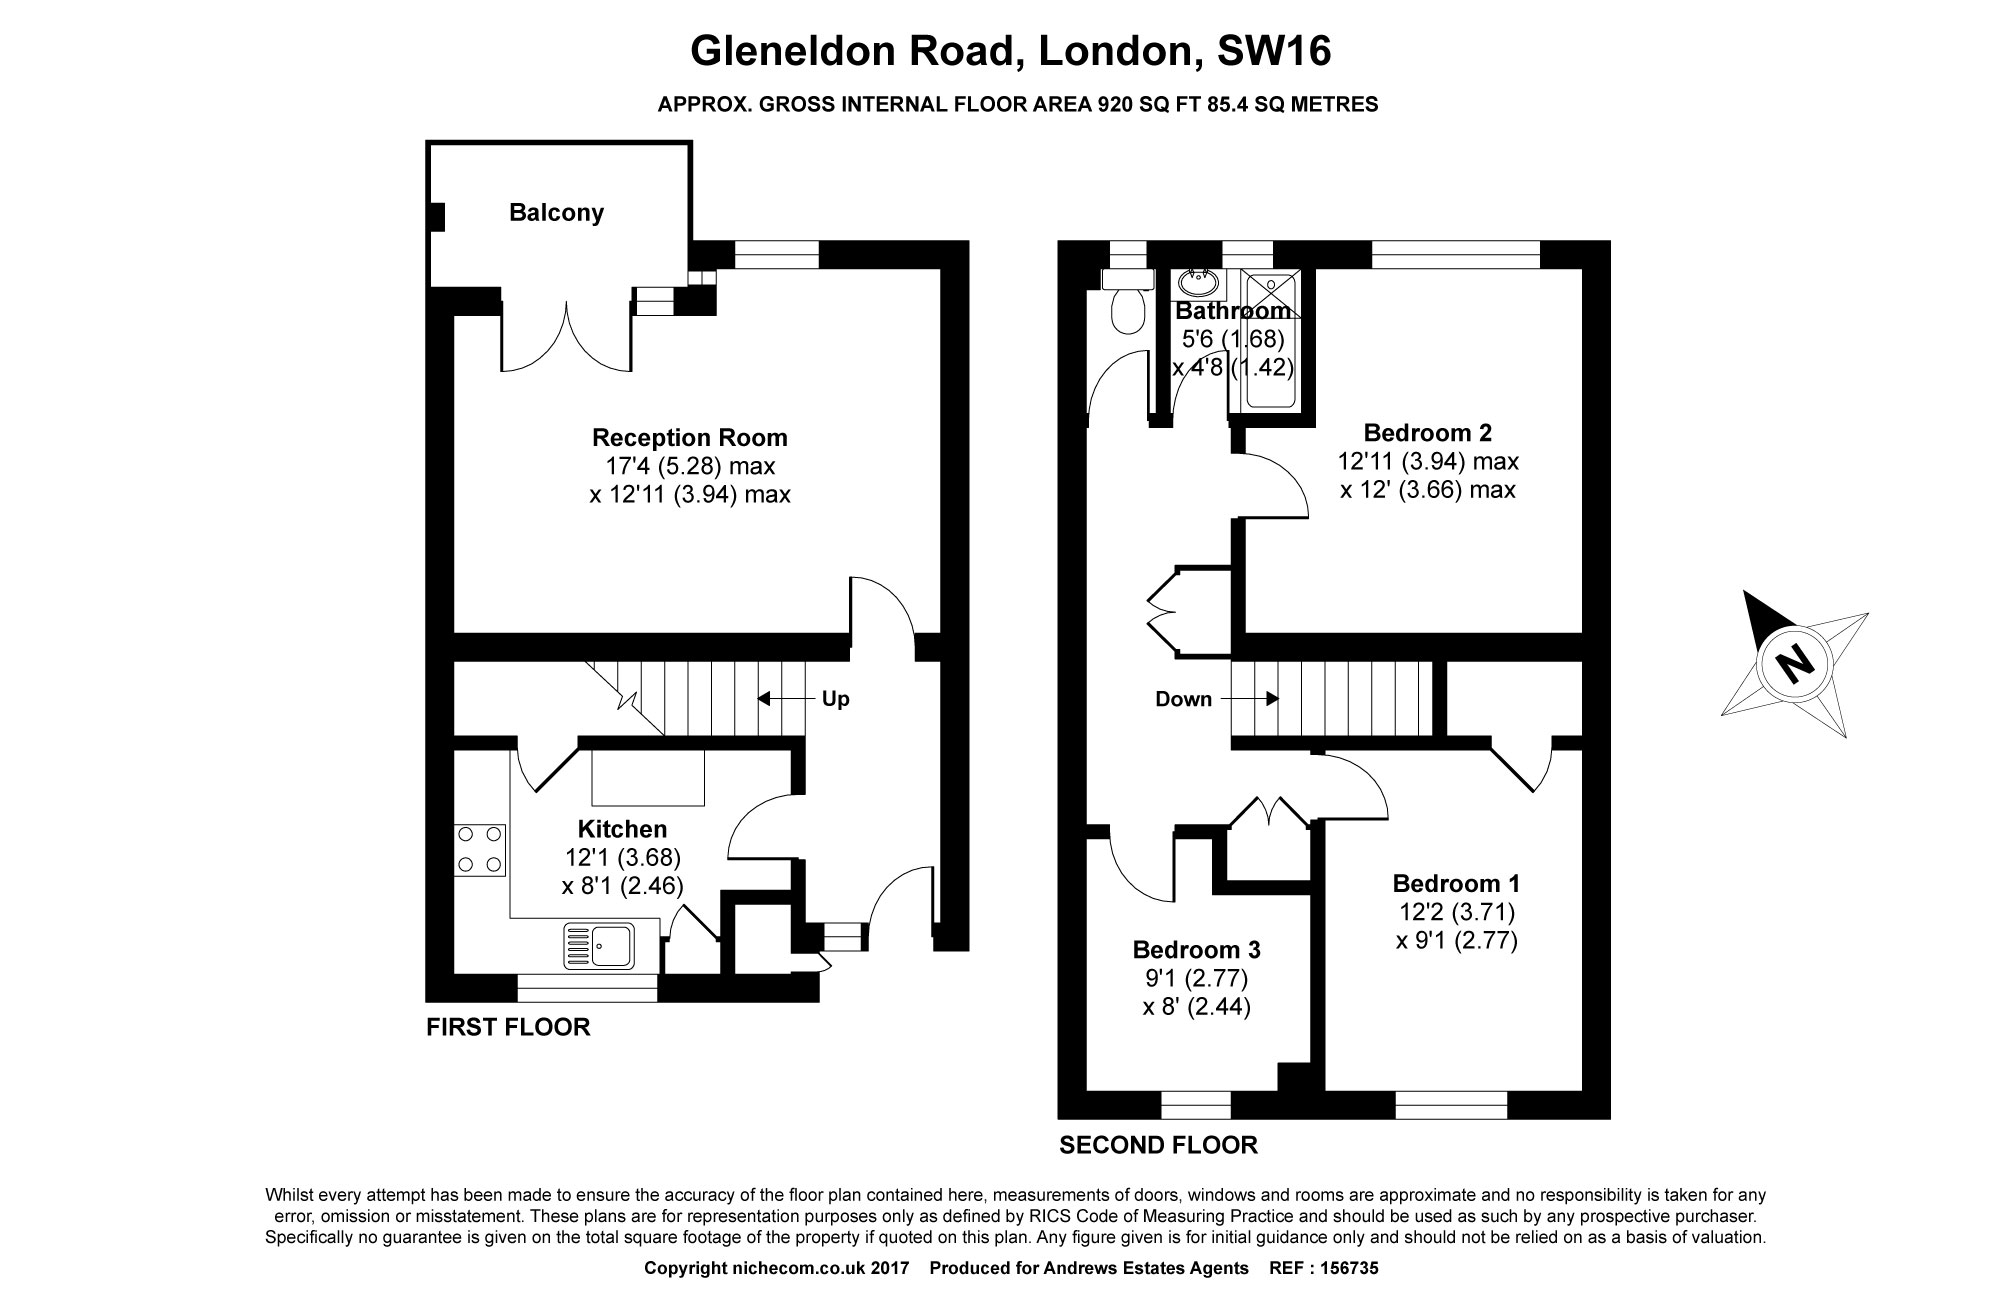 Gleneldon Road, London, SW16
APPROX. GROSS INTERNAL FLOOR AREA 920 SQ FT 85.4 SQ METRES
Balcony
Reception Room
17'4 (5.28) max
x 12'11 (3.94) max
Up
Kitchen
12'1 (3.68)
x 8'1 (2.46)
FIRST FLOOR
Bathroom
5'6 (1.68)
x 4'8 (1.42)
Bedroom 2
12'11 (3.94) max
x 12' (3.66) max
Down
Bedroom 1
12'2 (3.71)
x 9'1 (2.77)
Bedroom 3
9'1 (2.77)
x 8' (2.44)
SECOND FLOOR
N
Whilst every attempt has been made to ensure the accuracy of the floor plan contained here, measurements of doors, windows and rooms are approximate and no responsibility is taken for any
error, omission or misstatement. These plans are for representation purposes only as defined by RICS Code of Measuring Practice and should be used as such by any prospective purchaser.
Specifically no guarantee is given on the total square footage of the property if quoted on this plan. Any figure given is for initial guidance only and should not be relied on as a basis of valuation.
Copyright nichecom.co.uk 2017 Produced for Andrews Estates Agents REF : 156735